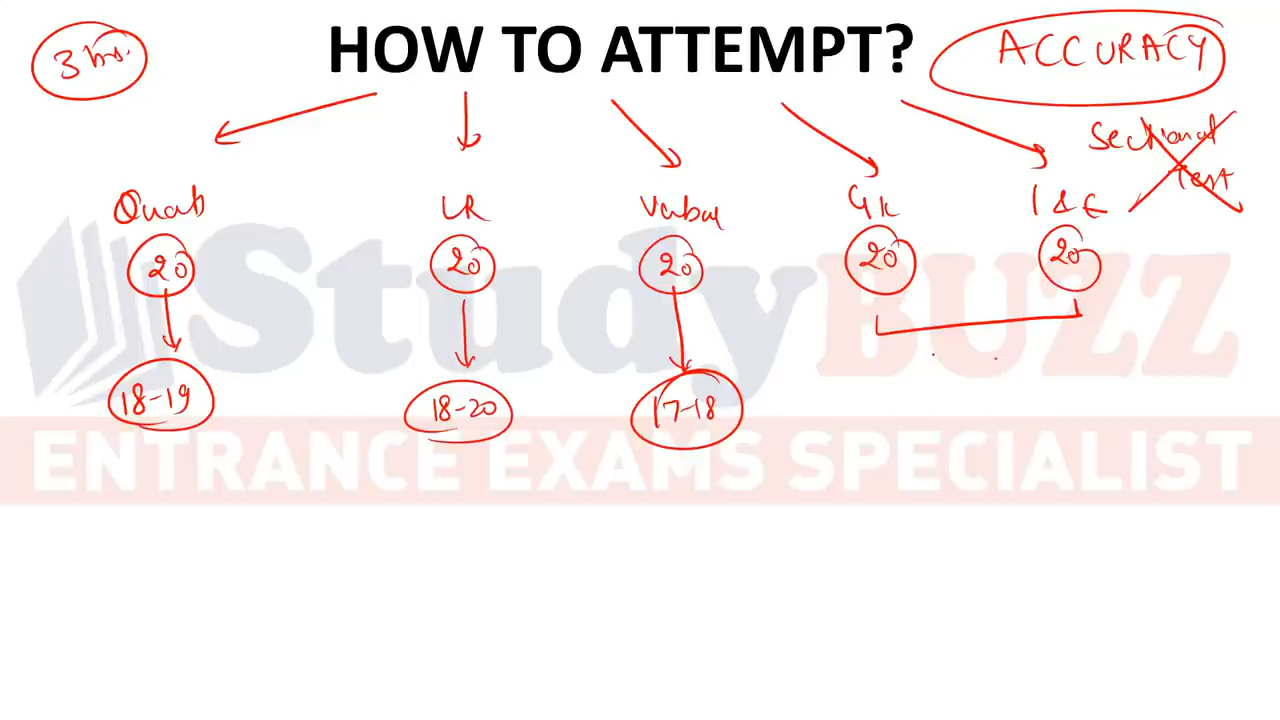 3 hrs.
HOW TO ATTEMPT?
ACCURACY
Sectional
Test
Quant
LR
Verbal
GK
I & E
20
20
20
20
20
StudyBUZZ
18-19
18-20
17-18
ENTRANCE EXAMS SPECIALIST